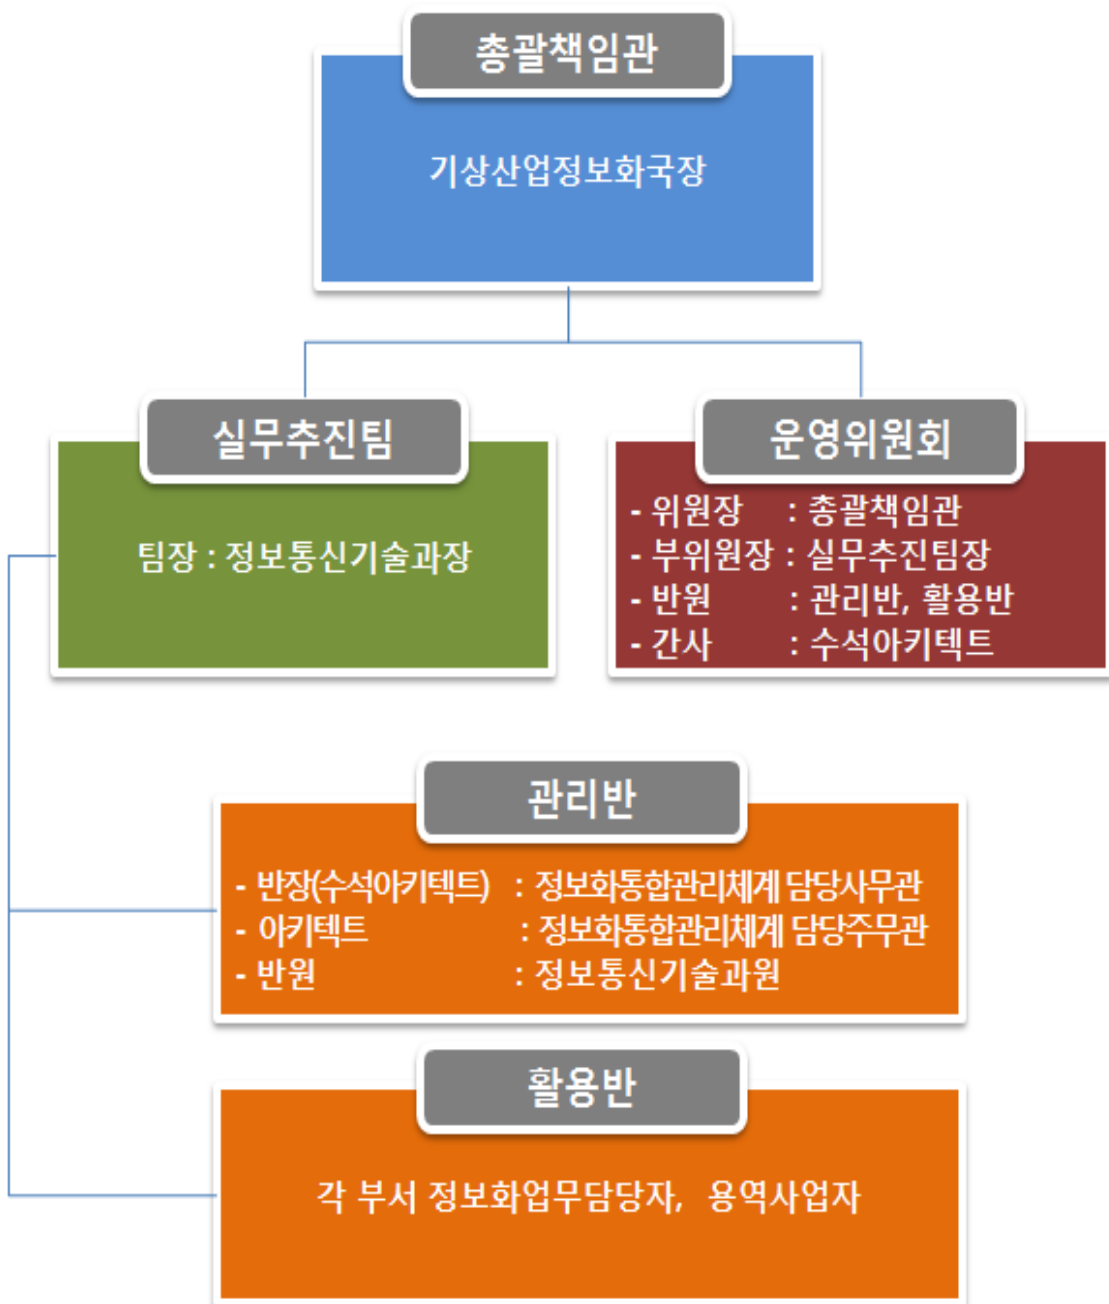 총괄책임관
기상산업정보화국장
실무추진팀
팀장 : 정보통신기술과장
운영위원회
- 위원장 : 총괄책임관
- 부위원장 : 실무추진팀장
- 반원 : 관리반, 활용반
- 간사 : 수석아키텍트
관리반
- 반장(수석아키텍트) : 정보화통합관리체계 담당사무관
- 아키텍트 : 정보화통합관리체계 담당주무관
- 반원 : 정보통신기술과원
활용반
각 부서 정보화업무담당자, 용역사업자